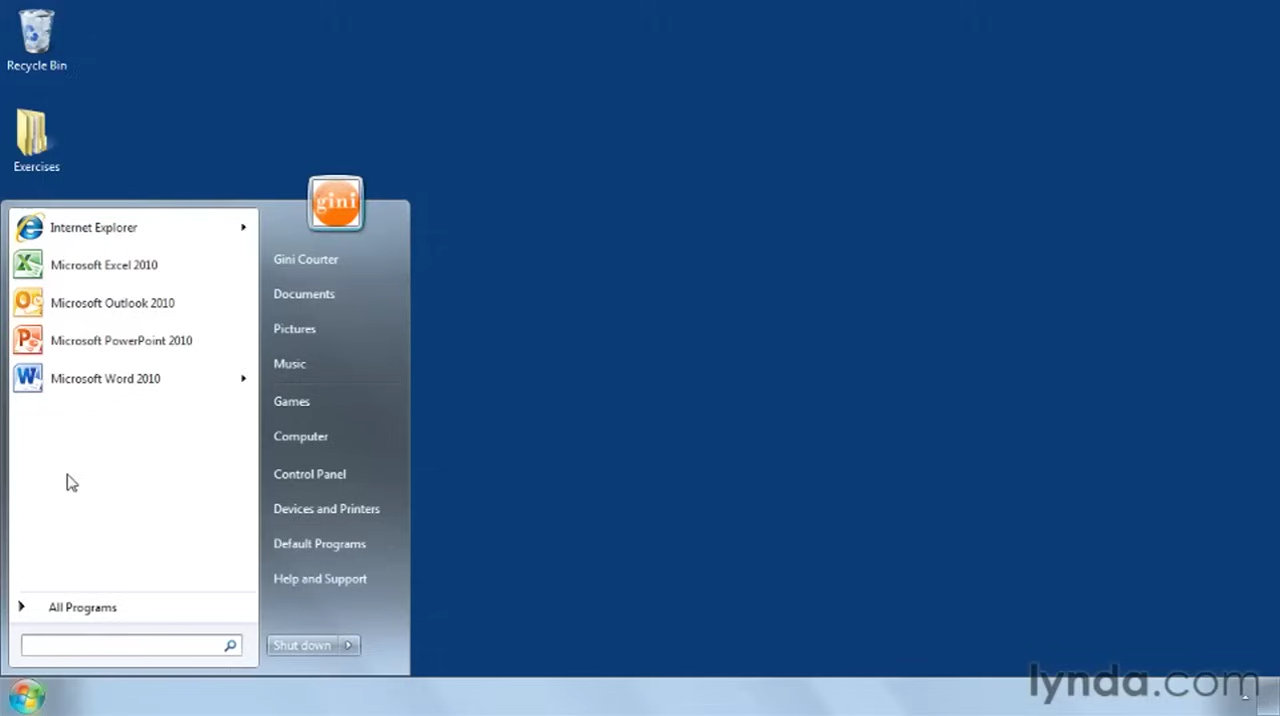 Recycle Bin
Exercises
gini
Internet Explorer
Microsoft Excel 2010
Microsoft Outlook 2010
Microsoft PowerPoint 2010
Microsoft Word 2010
All Programs
Gini Courter
Documents
Pictures
Music
Games
Computer
Control Panel
Devices and Printers
Default Programs
Help and Support
Shut down
lynda.com